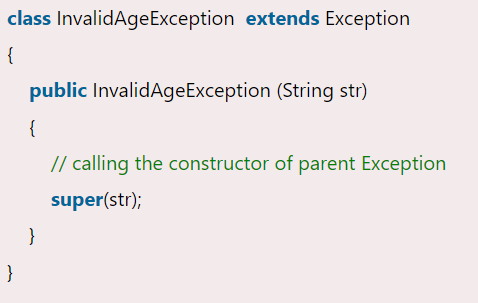 class InvalidAgeException  extends Exception
{
    public InvalidAgeException (String str)
    {
        // calling the constructor of parent Exception
        super(str);
    }
}